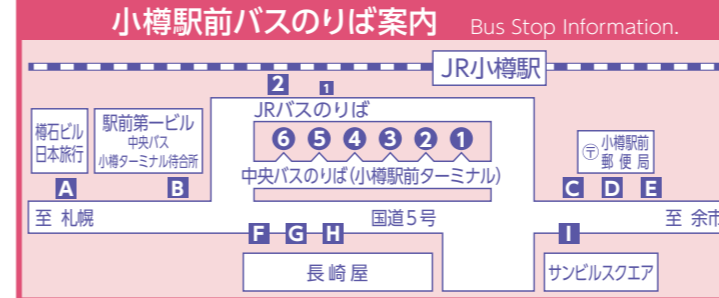 小樽駅前バスのりば案内 Bus Stop Information.
JR小樽駅
2 1
JRバスのりば
6 5 4 3 2 1
中央バスのりば(小樽駅前ターミナル)
樽石ビル
日本旅行
駅前第一ビル
中央バス
小樽ターミナル待合所
〒 小樽駅前
郵便局
A B C D E
至 札幌
国道5号
至 余市
F G H I
長崎屋
サンビルスクエア